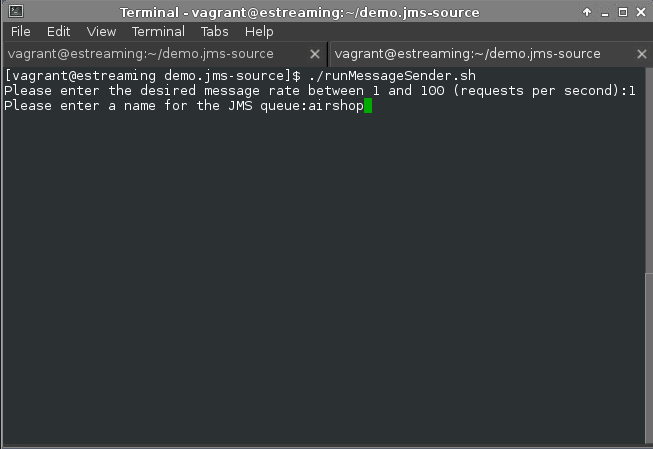 Terminal - vagrant@estreaming:~/demo.jms-source
File Edit View Terminal Tabs Help
vagrant@estreaming:~/demo.jms-source vagrant@estreaming:~/demo.jms-source
[vagrant@estreaming demo.jms-source]$ ./runMessageSender.sh
Please enter the desired message rate between 1 and 100 (requests per second):1
Please enter a name for the JMS queue:airshop